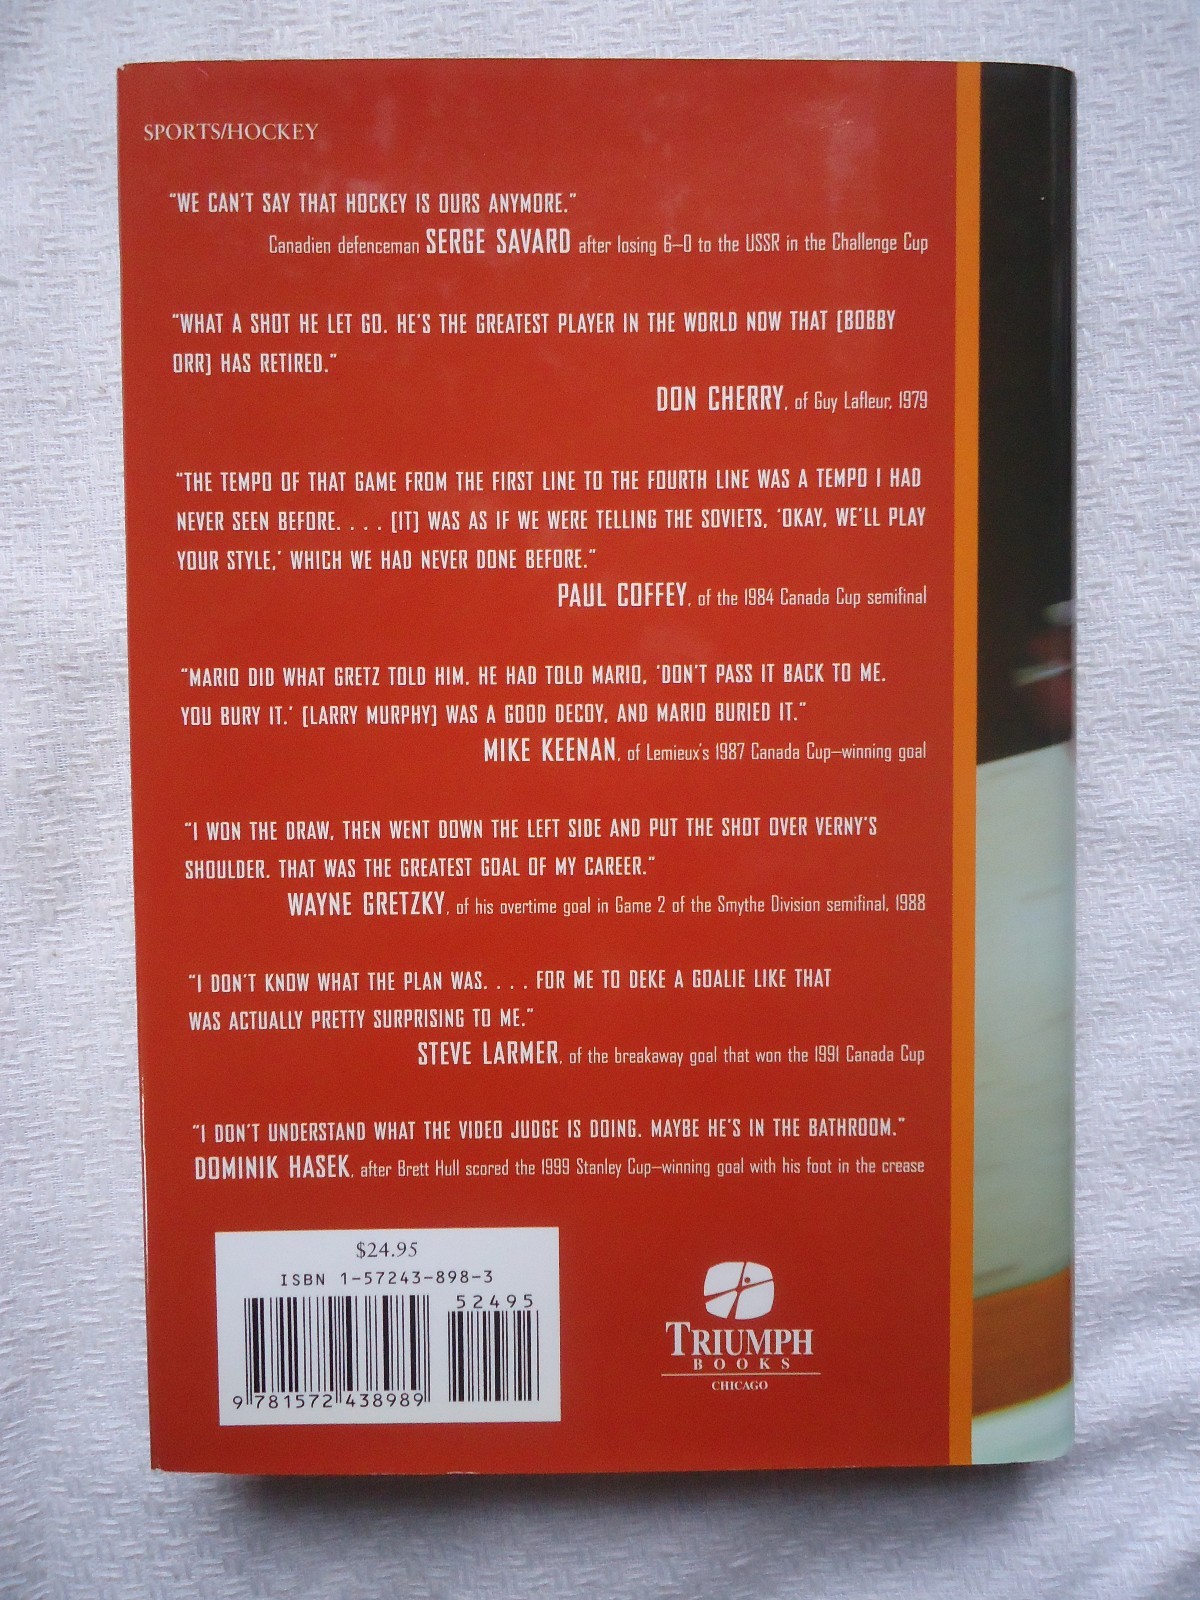 SPORTS/HOCKEY
"WE CAN'T SAY THAT HOCKEY IS OURS ANYMORE."
Canadien defenceman SERGE SAVARD after losing 6–0 to the USSR in the Challenge Cup
"WHAT A SHOT HE LET GO. HE'S THE GREATEST PLAYER IN THE WORLD NOW THAT [BOBBY
ORR] HAS RETIRED."
DON CHERRY, of Guy Lafleur, 1979
"THE TEMPO OF THAT GAME FROM THE FIRST LINE TO THE FOURTH LINE WAS A TEMPO I HAD
NEVER SEEN BEFORE. . . . [IT] WAS AS IF WE WERE TELLING THE SOVIETS, 'OKAY, WE'LL PLAY
YOUR STYLE,' WHICH WE HAD NEVER DONE BEFORE."
PAUL COFFEY, of the 1984 Canada Cup semifinal
"MARIO DID WHAT GRETZ TOLD HIM. HE HAD TOLD MARIO, 'DON'T PASS IT BACK TO ME.
YOU BURY IT.' [LARRY MURPHY] WAS A GOOD DECOY, AND MARIO BURIED IT."
MIKE KEENAN, of Lemieux's 1987 Canada Cup–winning goal
"I WON THE DRAW, THEN WENT DOWN THE LEFT SIDE AND PUT THE SHOT OVER VERNY'S
SHOULDER. THAT WAS THE GREATEST GOAL OF MY CAREER."
WAYNE GRETZKY, of his overtime goal in Game 2 of the Smythe Division semifinal, 1988
"I DON'T KNOW WHAT THE PLAN WAS. . . . FOR ME TO DEKE A GOALIE LIKE THAT
WAS ACTUALLY PRETTY SURPRISING TO ME."
STEVE LARMER, of the breakaway goal that won the 1991 Canada Cup
"I DON'T UNDERSTAND WHAT THE VIDEO JUDGE IS DOING. MAYBE HE'S IN THE BATHROOM."
DOMINIK HASEK, after Brett Hull scored the 1999 Stanley Cup–winning goal with his foot in the crease
$24.95
ISBN 1-57243-898-3
52495
9 781572 438989
TRIUMPH
BOOKS
CHICAGO